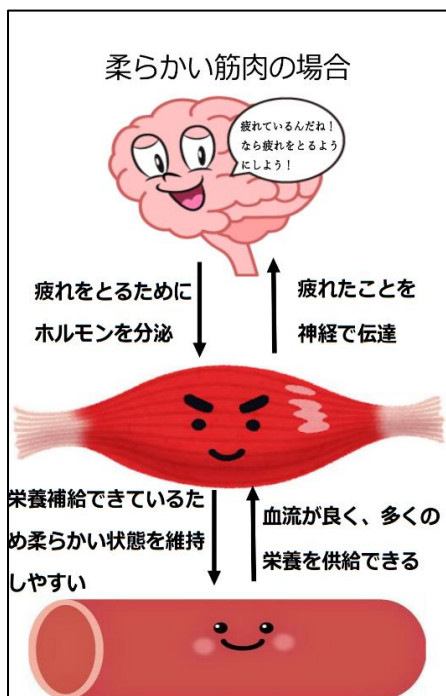 柔らかい筋肉の場合
疲れているんだね！
なら疲れをとるよう
にしよう！
疲れをとるために
ホルモンを分泌
疲れたことを
神経で伝達
栄養補給できているた
め柔らかい状態を維持
しやすい
血流が良く、多くの
栄養を供給できる